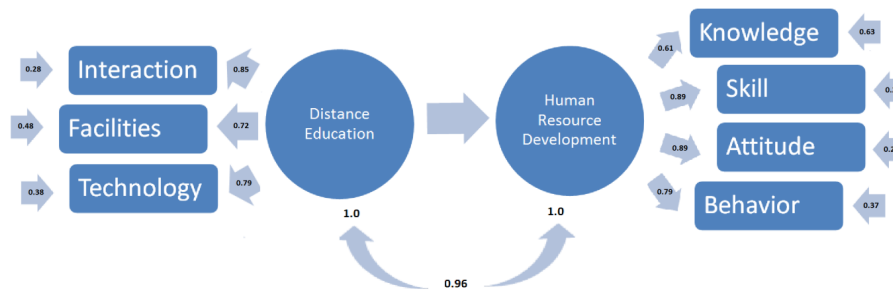 Knowledge
0.63
0.61
Interaction
0.28
0.85
Skill
0.89
Distance
Education
Human
Resource
Development
Facilities
0.48
0.72
Attitude
0.89
Technology
0.38
0.79
Behavior
0.79
0.37
1.0
1.0
0.96